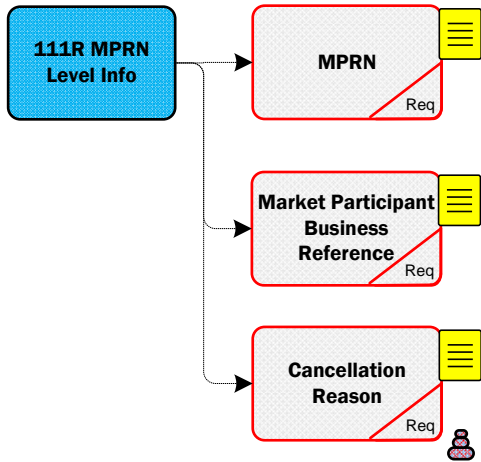 111R MPRN
Level Info
MPRN
Req
Market Participant
Business
Reference
Req
Cancellation
Reason
Req